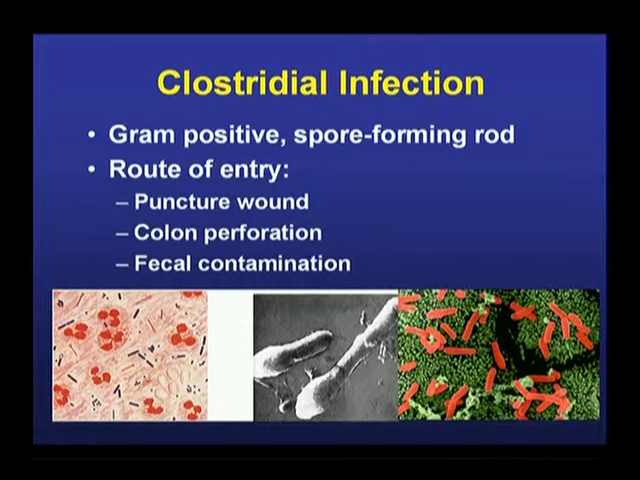 Clostridial Infection
• Gram positive, spore-forming rod
• Route of entry:
– Puncture wound
– Colon perforation
– Fecal contamination